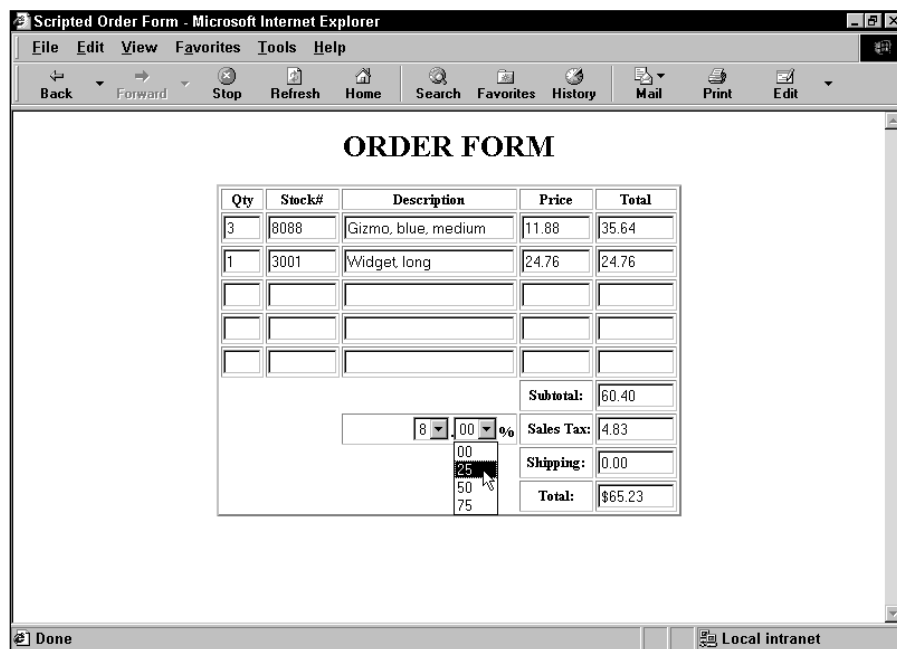 Scripted Order Form - Microsoft Internet Explorer
File Edit View Favorites Tools Help
Back Forward Stop Refresh Home Search Favorites History Mail Print Edit
ORDER FORM
Qty Stock# Description Price Total
3 8088 Gizmo, blue, medium 11.88 35.64
1 3001 Widget, long 24.76 24.76
Subtotal: 60.40
8 . 00 % Sales Tax: 4.83
00
25 Shipping: 0.00
50 Total: $65.23
75
Done Local intranet